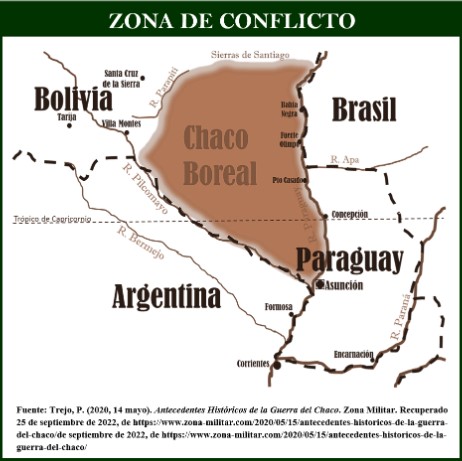 ZONA DE CONFLICTO
Sierras de Santiago
Santa Cruz
de la Sierra
R. Parapití
Bolivia
Tarija
Villa Montes
Bahía
Negra
Brasil
Chaco
Boreal
Fuerte
Olimpo
R. Apa
R. Pilcomayo
Pto Casado
Concepción
Trópico de Capricornio
R. Bermejo
Paraguay
Asunción
Argentina
Formosa
R. Paraná
Encarnación
Corrientes
Fuente: Trejo, P. (2020, 14 mayo). Antecedentes Históricos de la Guerra del Chaco. Zona Militar. Recuperado
25 de septiembre de 2022, de https://www.zona-militar.com/2020/05/15/antecedentes-historicos-de-la-guerra-
del-chaco/de septiembre de 2022, de https://www.zona-militar.com/2020/05/15/antecedentes-historicos-de-la-
guerra-del-chaco/